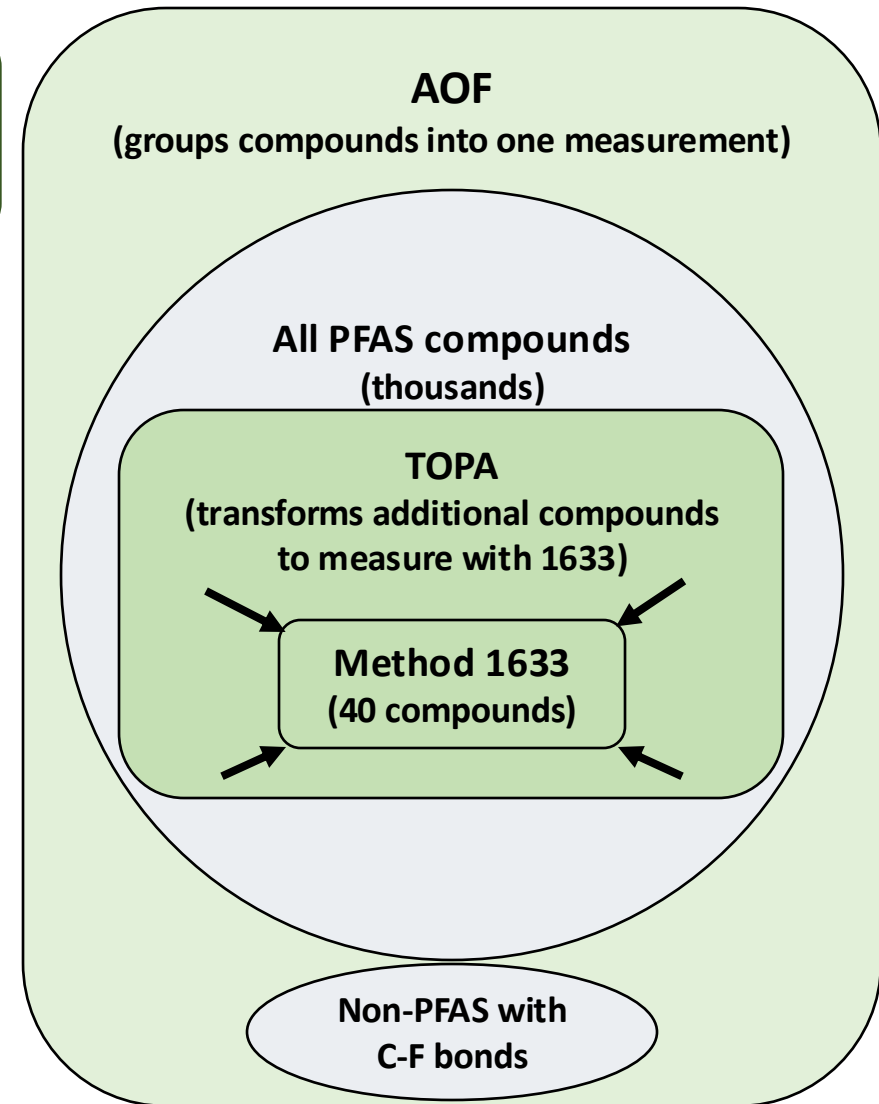 AOF
(groups compounds into one measurement)
All PFAS compounds
(thousands)
TOPA
(transforms additional compounds
to measure with 1633)
Method 1633
(40 compounds)
Non-PFAS with
C-F bonds